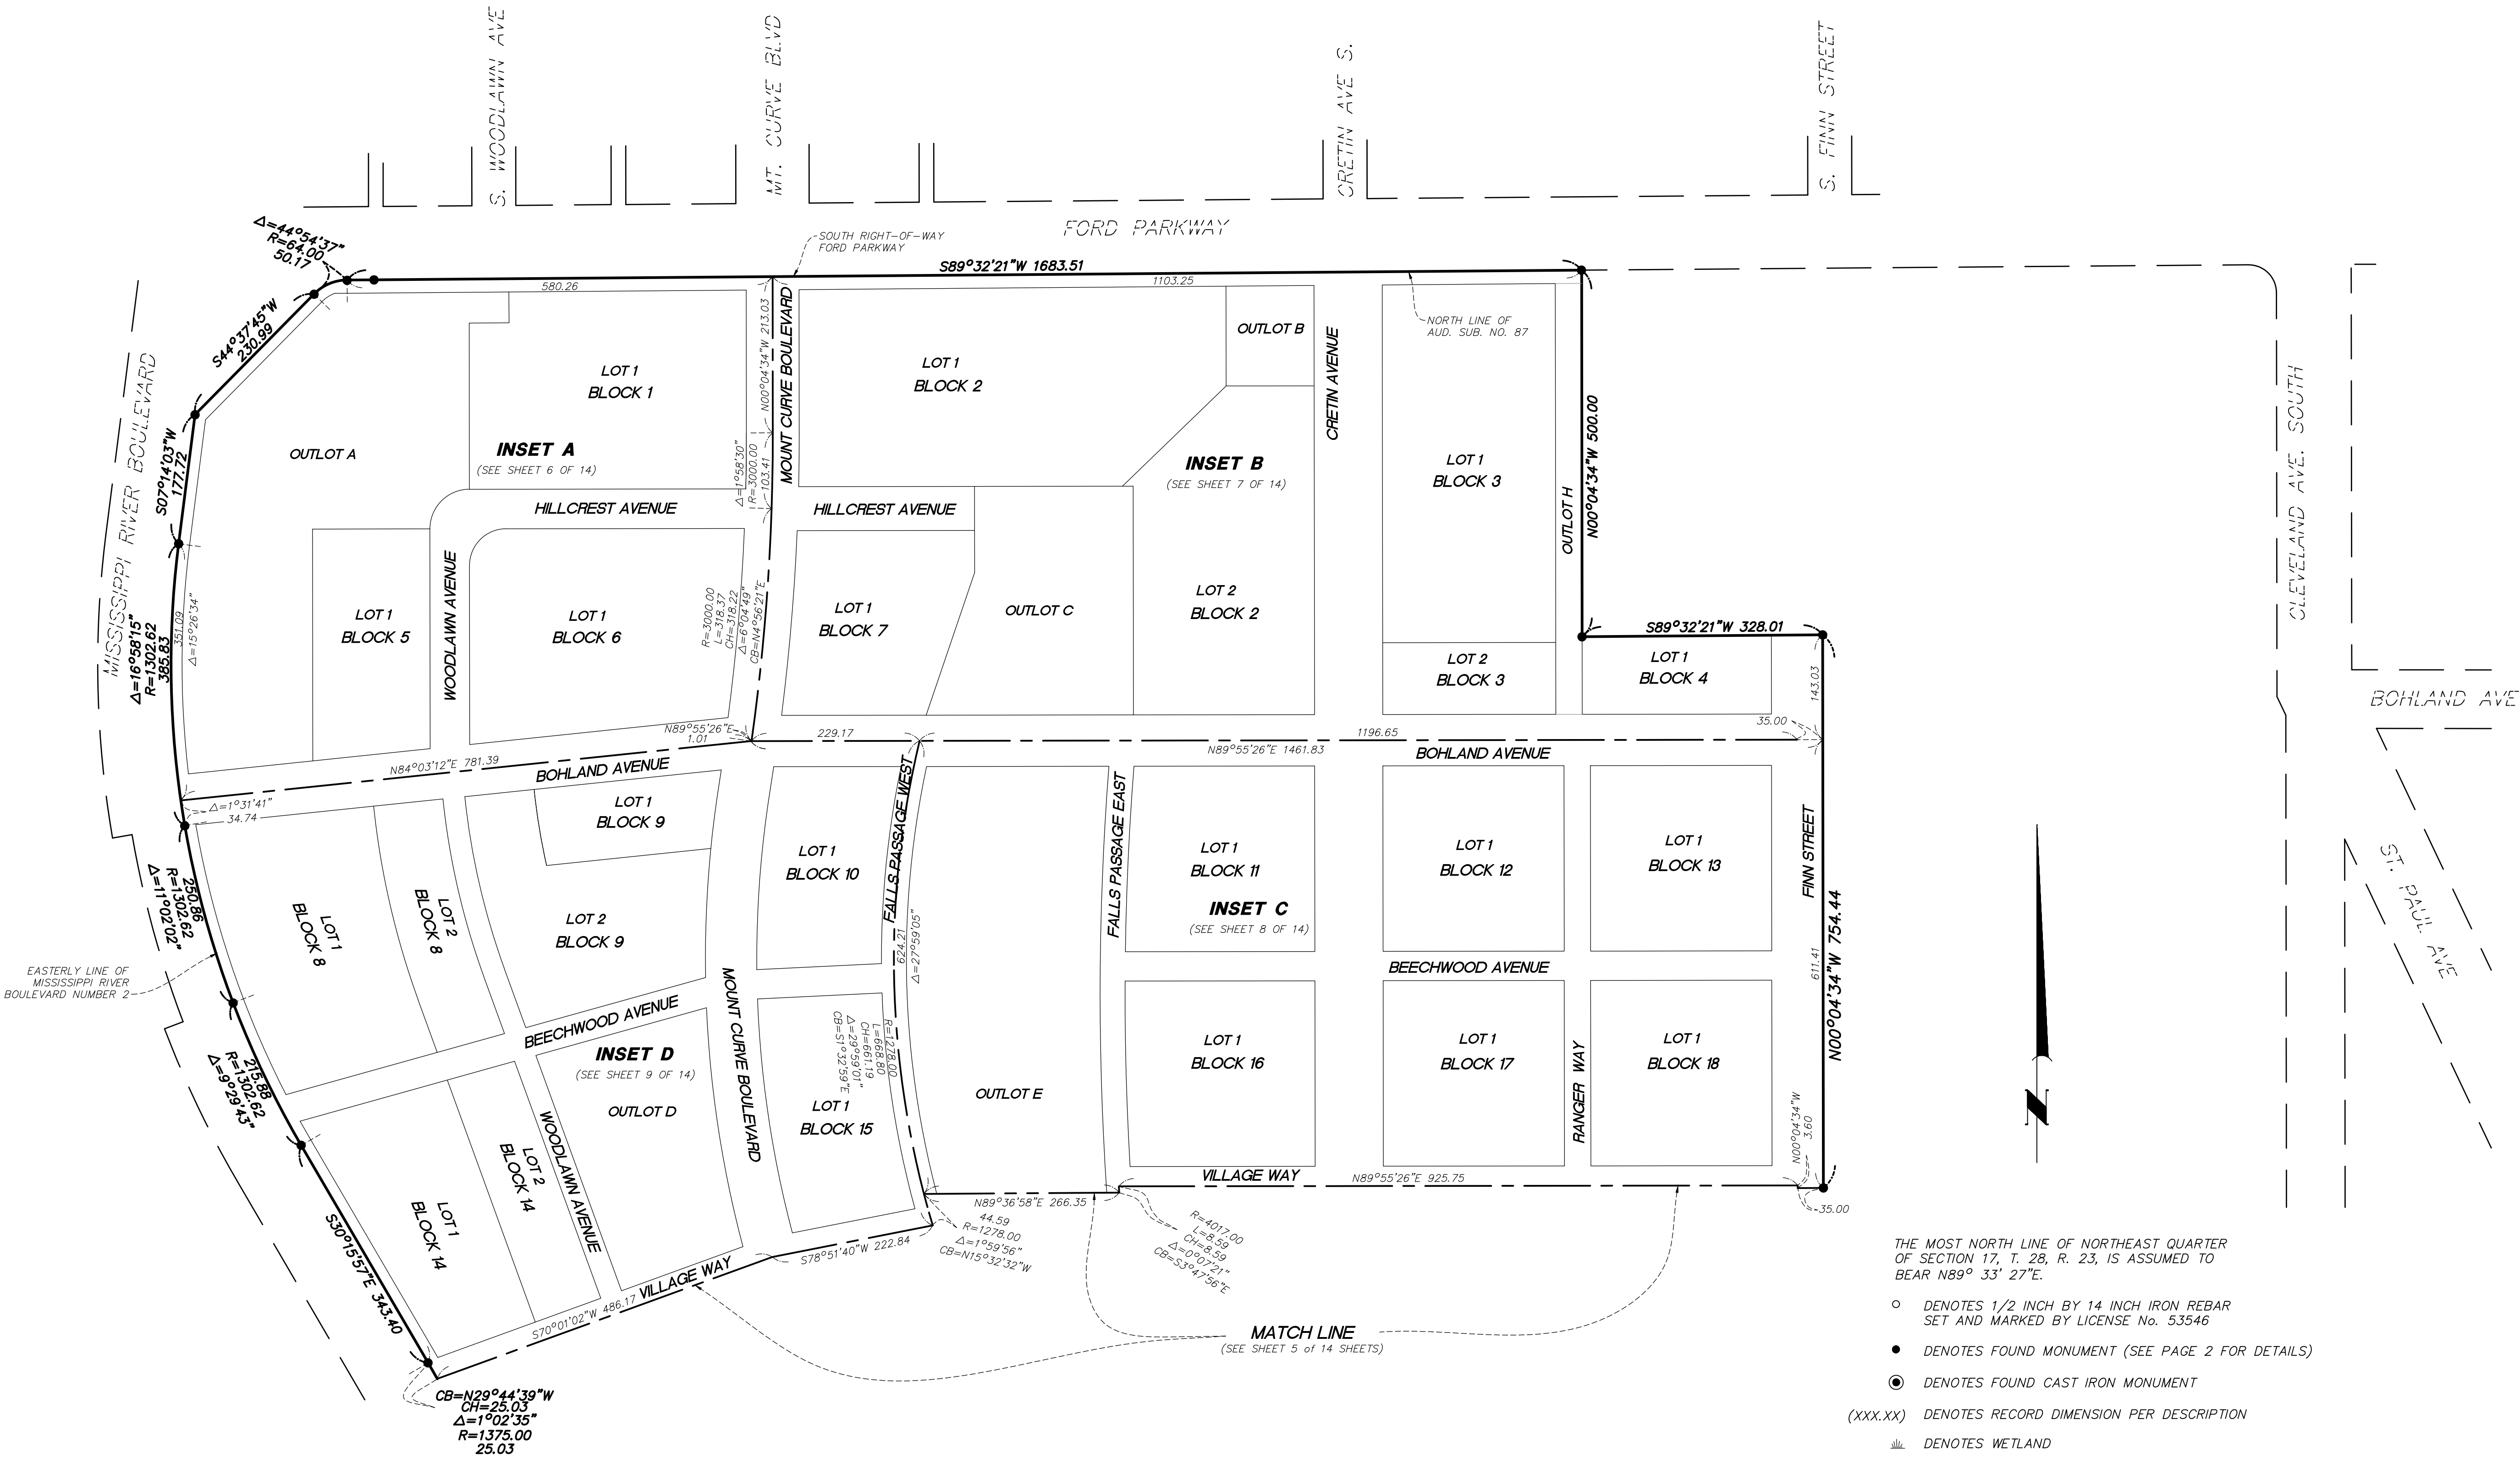 S. WOODLAWN AVE
MT. CURVE BLVD
CRETIN AVE S.
S. FINN STREET
FORD PARKWAY
SOUTH RIGHT-OF-WAY
FORD PARKWAY
Δ=44°54'37"
R=64.00
50.17
S89°32'21"W 1683.51
580.26
1103.25
S44°37'45"W
230.99
MISSISSIPPI RIVER BOULEVARD
S07°14'03"W
177.72
OUTLOT A
LOT 1
BLOCK 1
INSET A
(SEE SHEET 6 OF 14)
N00°04'34"W 213.03
MOUNT CURVE BOULEVARD
Δ=1°58'30"
R=3000.00
103.41
LOT 1
BLOCK 2
OUTLOT B
INSET B
(SEE SHEET 7 OF 14)
CRETIN AVENUE
NORTH LINE OF
AUD. SUB. NO. 87
LOT 1
BLOCK 3
OUTLOT H
N00°04'34"W 500.00
CLEVELAND AVE. SOUTH
HILLCREST AVENUE
HILLCREST AVENUE
WOODLAWN AVENUE
LOT 1
BLOCK 5
LOT 1
BLOCK 6
R=3000.00
L=318.37
CH=318.22
Δ=6°04'49"
CB=N4°56'21"E
LOT 1
BLOCK 7
OUTLOT C
LOT 2
BLOCK 2
LOT 2
BLOCK 3
S89°32'21"W 328.01
LOT 1
BLOCK 4
143.03
Δ=16°58'15"
R=1302.62
385.83
351.09
Δ=15°26'34"
BOHLAND AVE
N89°55'26"E
1.01
229.17
1196.65
35.00
N89°55'26"E 1461.83
BOHLAND AVENUE
N84°03'12"E 781.39
BOHLAND AVENUE
Δ=1°31'41"
34.74
LOT 1
BLOCK 9
FALLS PASSAGE WEST
FALLS PASSAGE EAST
LOT 1
BLOCK 10
LOT 1
BLOCK 11
LOT 1
BLOCK 12
LOT 1
BLOCK 13
FINN STREET
ST. PAUL AVE
250.86
R=1302.62
Δ=11°02'02"
LOT 1
BLOCK 8
LOT 2
BLOCK 8
LOT 2
BLOCK 9
INSET C
(SEE SHEET 8 OF 14)
624.21
Δ=27°59'05"
EASTERLY LINE OF
MISSISSIPPI RIVER
BOULEVARD NUMBER 2
BEECHWOOD AVENUE
611.41
N00°04'34"W 754.44
MOUNT CURVE BOULEVARD
BEECHWOOD AVENUE
INSET D
(SEE SHEET 9 OF 14)
R=1278.00
L=668.80
CH=661.19
Δ=29°59'01"
CB=S1°32'59"E
215.88
R=1302.62
Δ=9°29'43"
OUTLOT D
LOT 1
BLOCK 15
OUTLOT E
LOT 1
BLOCK 16
LOT 1
BLOCK 17
RANGER WAY
LOT 1
BLOCK 18
N00°04'34"W
3.60
N
WOODLAWN AVENUE
LOT 2
BLOCK 14
LOT 1
BLOCK 14
VILLAGE WAY
N89°55'26"E 925.75
N89°36'58"E 266.35
35.00
44.59
R=1278.00
Δ=1°59'56"
CB=N15°32'32"W
R=4017.00
L=8.59
CH=8.59
Δ=0°07'21"
CB=S3°47'56"E
S30°15'57"E 343.40
S78°51'40"W 222.84
VILLAGE WAY
S70°01'02"W 486.17
MATCH LINE
(SEE SHEET 5 of 14 SHEETS)
CB=N29°44'39"W
CH=25.03
Δ=1°02'35"
R=1375.00
25.03
THE MOST NORTH LINE OF NORTHEAST QUARTER
OF SECTION 17, T. 28, R. 23, IS ASSUMED TO
BEAR N89° 33' 27"E.
DENOTES 1/2 INCH BY 14 INCH IRON REBAR
SET AND MARKED BY LICENSE No. 53546
DENOTES FOUND MONUMENT (SEE PAGE 2 FOR DETAILS)
DENOTES FOUND CAST IRON MONUMENT
(XXX.XX) DENOTES RECORD DIMENSION PER DESCRIPTION
DENOTES WETLAND